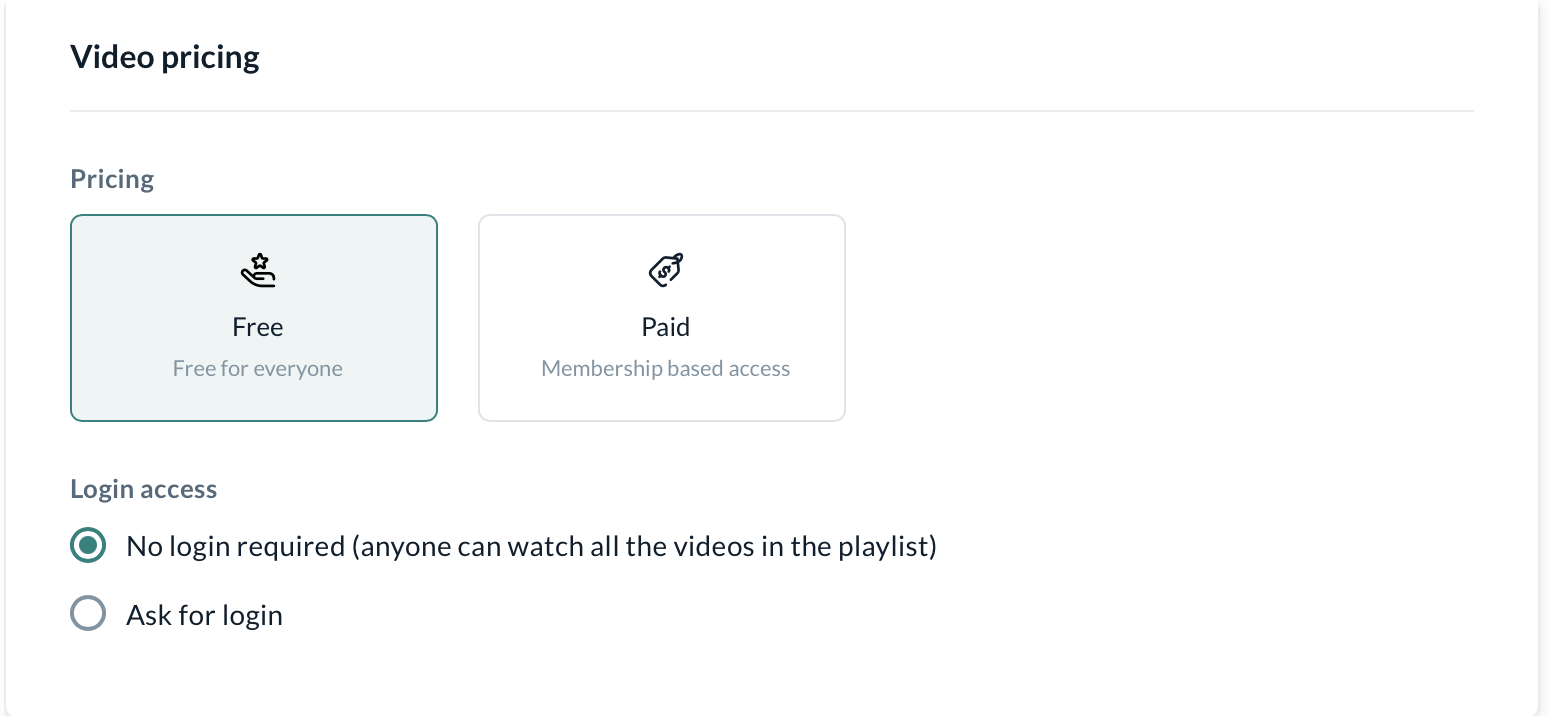 Video pricing
Pricing
Free
Free for everyone
Paid
Membership based access
Login access
No login required (anyone can watch all the videos in the playlist)
Ask for login